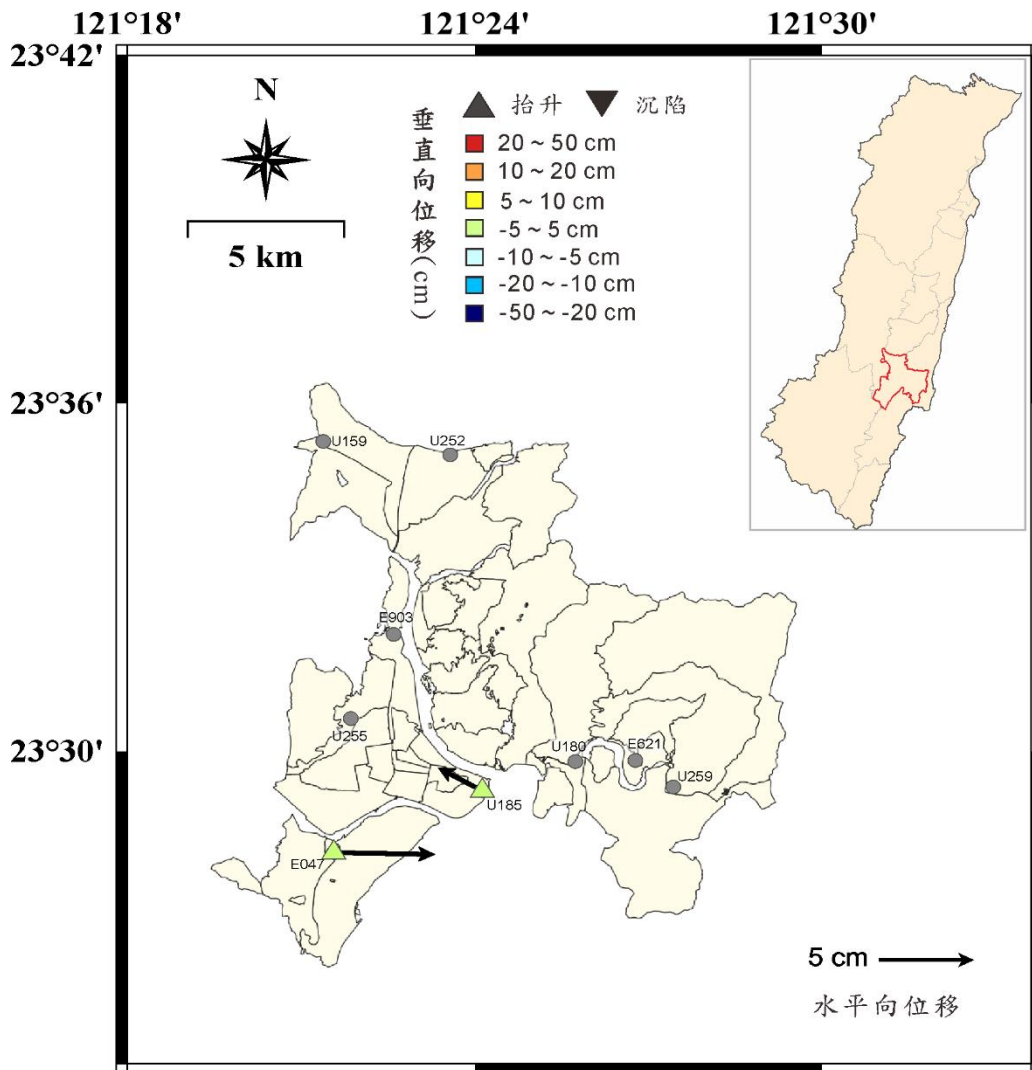 121°18'
121°24'
121°30'
23°42'
N
5 km
垂直向位移(cm)
抬升
沉陷
20 ~ 50 cm
10 ~ 20 cm
5 ~ 10 cm
-5 ~ 5 cm
-10 ~ -5 cm
-20 ~ -10 cm
-50 ~ -20 cm
23°36'
U159
U252
E903
U255
23°30'
U180
E621
U259
U185
E047
5 cm
水平向位移